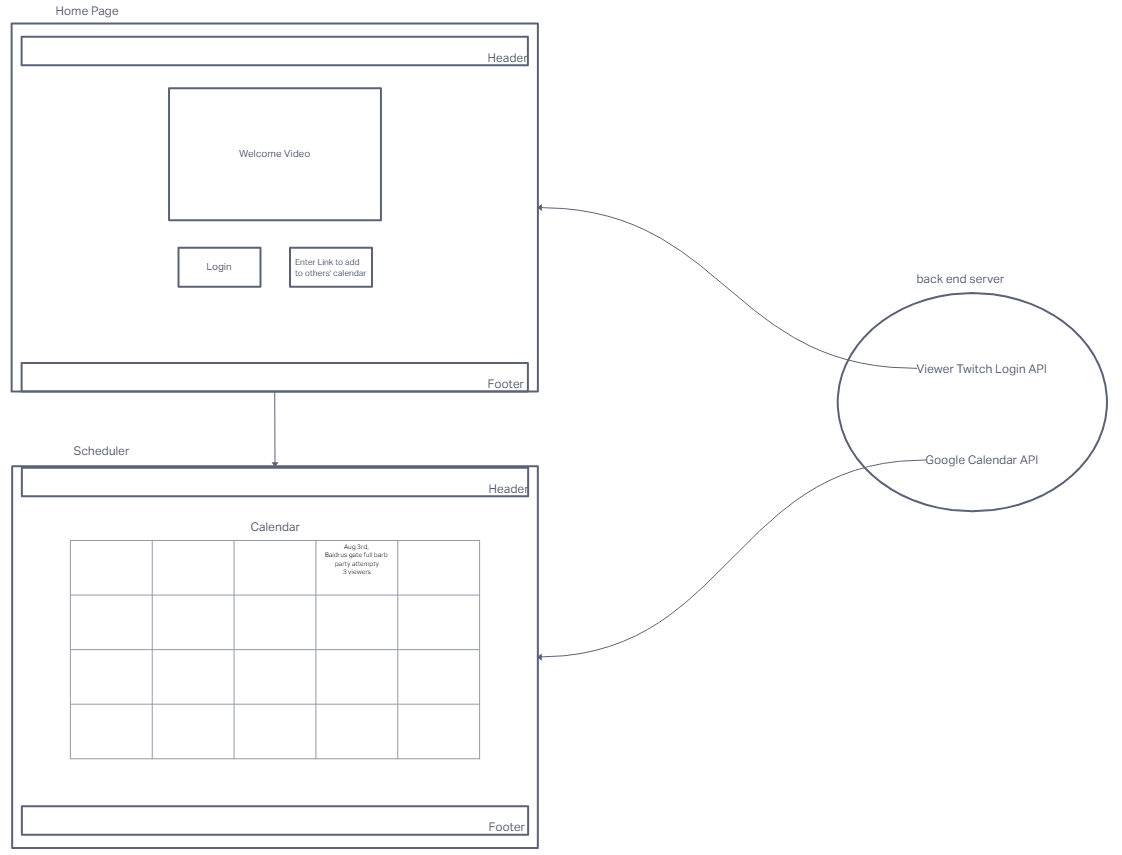 Home Page
Header
Welcome Video
Login
Enter Link to add
to others' calendar
Footer
back end server
Viewer Twitch Login API
Google Calendar API
Scheduler
Header
Calendar
Aug 3rd,
Baldrus gate full barb
party attempty
3 viewers
Footer